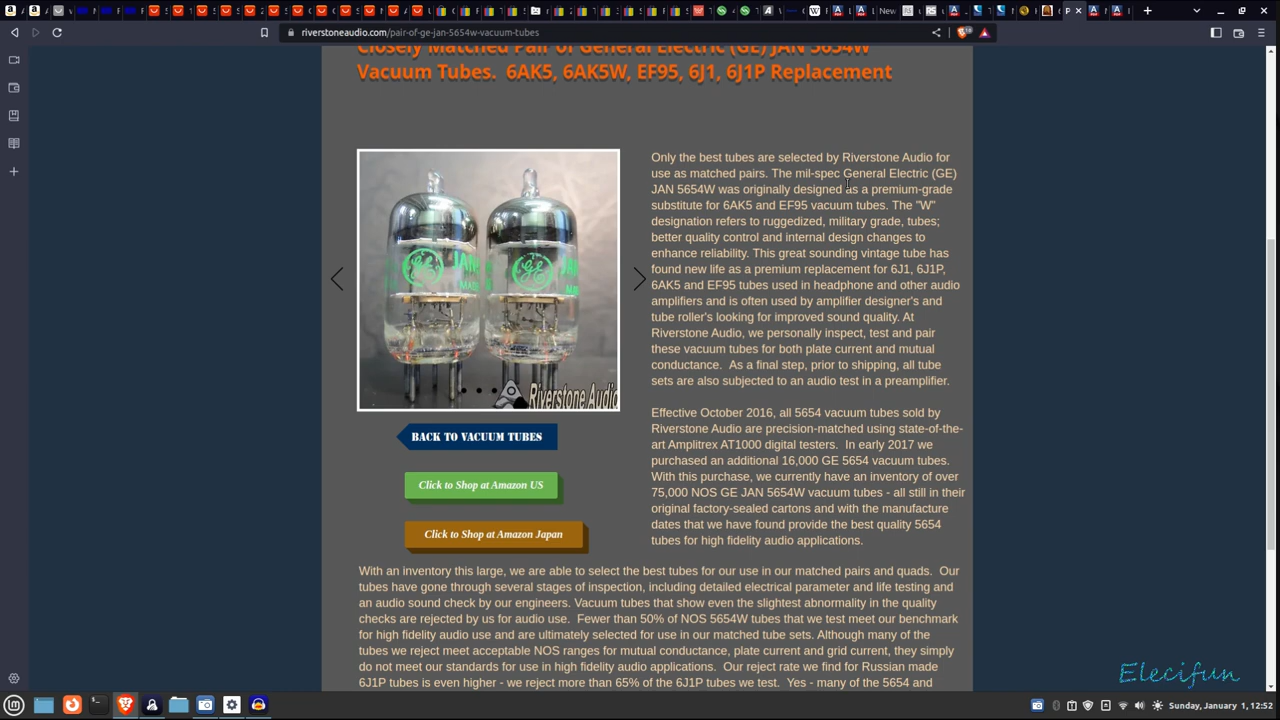 riverstoneaudio.com/pair-of-ge-jan-5654w-vacuum-tubes
Closely Matched Pair of General Electric (GE) JAN 5654W
Vacuum Tubes. 6AK5, 6AK5W, EF95, 6J1, 6J1P Replacement
GE JAN
GE JAN
Riverstone Audio
BACK TO VACUUM TUBES
Click to Shop at Amazon US
Click to Shop at Amazon Japan
Only the best tubes are selected by Riverstone Audio for
use as matched pairs. The mil-spec General Electric (GE)
JAN 5654W was originally designed as a premium-grade
substitute for 6AK5 and EF95 vacuum tubes. The "W"
designation refers to ruggedized, military grade, tubes;
better quality control and internal design changes to
enhance reliability. This great sounding vintage tube has
found new life as a premium replacement for 6J1, 6J1P,
6AK5 and EF95 tubes used in headphone and other audio
amplifiers and is often used by amplifier designer's and
tube roller's looking for improved sound quality. At
Riverstone Audio, we personally inspect, test and pair
these vacuum tubes for both plate current and mutual
conductance. As a final step, prior to shipping, all tube
sets are also subjected to an audio test in a preamplifier.
Effective October 2016, all 5654 vacuum tubes sold by
Riverstone Audio are precision-matched using state-of-the-
art Amplitrex AT1000 digital testers. In early 2017 we
purchased an additional 16,000 GE 5654 vacuum tubes.
With this purchase, we currently have an inventory of over
75,000 NOS GE JAN 5654W vacuum tubes - all still in their
original factory-sealed cartons and with the manufacture
dates that we have found provide the best quality 5654
tubes for high fidelity audio applications.
With an inventory this large, we are able to select the best tubes for our use in our matched pairs and quads. Our
tubes have gone through several stages of inspection, including detailed electrical parameter and life testing and
an audio sound check by our engineers. Vacuum tubes that show even the slightest abnormality in the quality
checks are rejected by us for audio use. Fewer than 50% of NOS 5654W tubes that we test meet our benchmark
for high fidelity audio use and are ultimately selected for use in our matched tube sets. Although many of the
tubes we reject meet acceptable NOS ranges for mutual conductance, plate current and grid current, they simply
do not meet our standards for use in high fidelity audio applications. Our reject rate we find for Russian made
6J1P tubes is even higher - we reject more than 65% of the 6J1P tubes we test. Yes - many of the 5654 and
Elecifun
Sunday, January 1, 12:52